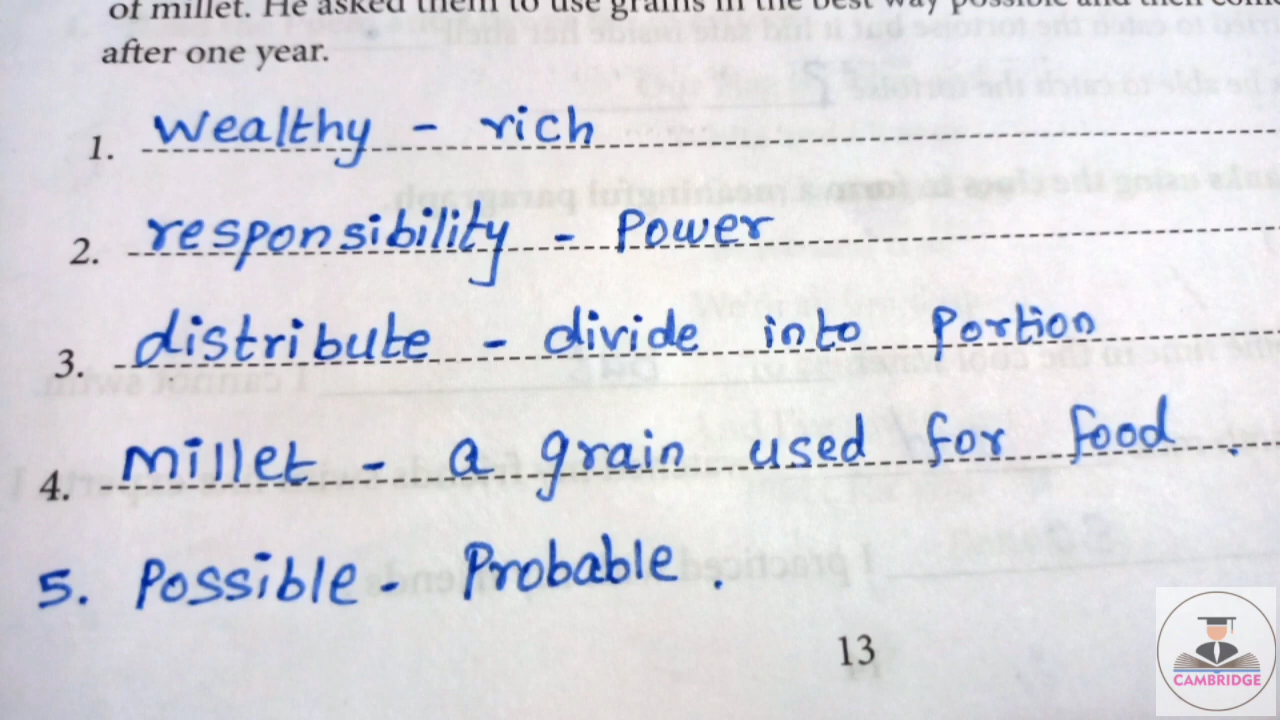 of millet. He asked them to use grains in the best way possible and then come
after one year.
1. Wealthy - rich
2. responsibility - Power
3. distribute - divide into Portion
4. millet - a grain used for food.
5. Possible - Probable.
13
CAMBRIDGE